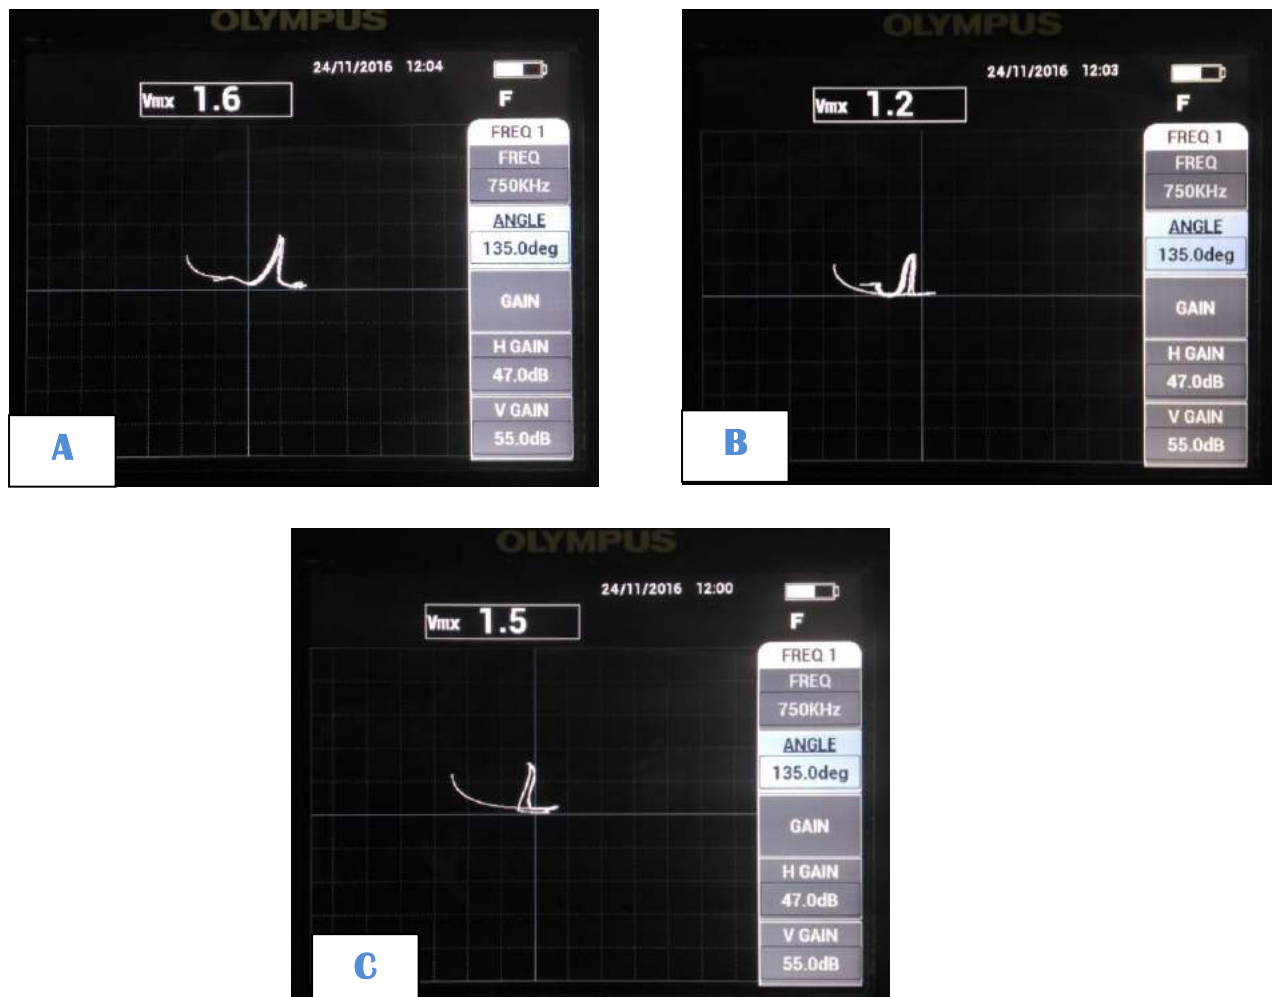 OLYMPUS
24/11/2016 12:04
Vmx 1.6
F
FREQ 1
FREQ
750KHz
ANGLE
135.0deg
GAIN
H GAIN
47.0dB
V GAIN
55.0dB
A
OLYMPUS
24/11/2016 12:03
Vmx 1.2
F
FREQ 1
FREQ
750KHz
ANGLE
135.0deg
GAIN
H GAIN
47.0dB
V GAIN
55.0dB
B
OLYMPUS
24/11/2016 12:00
Vmx 1.5
F
FREQ 1
FREQ
750KHz
ANGLE
135.0deg
GAIN
H GAIN
47.0dB
V GAIN
55.0dB
C